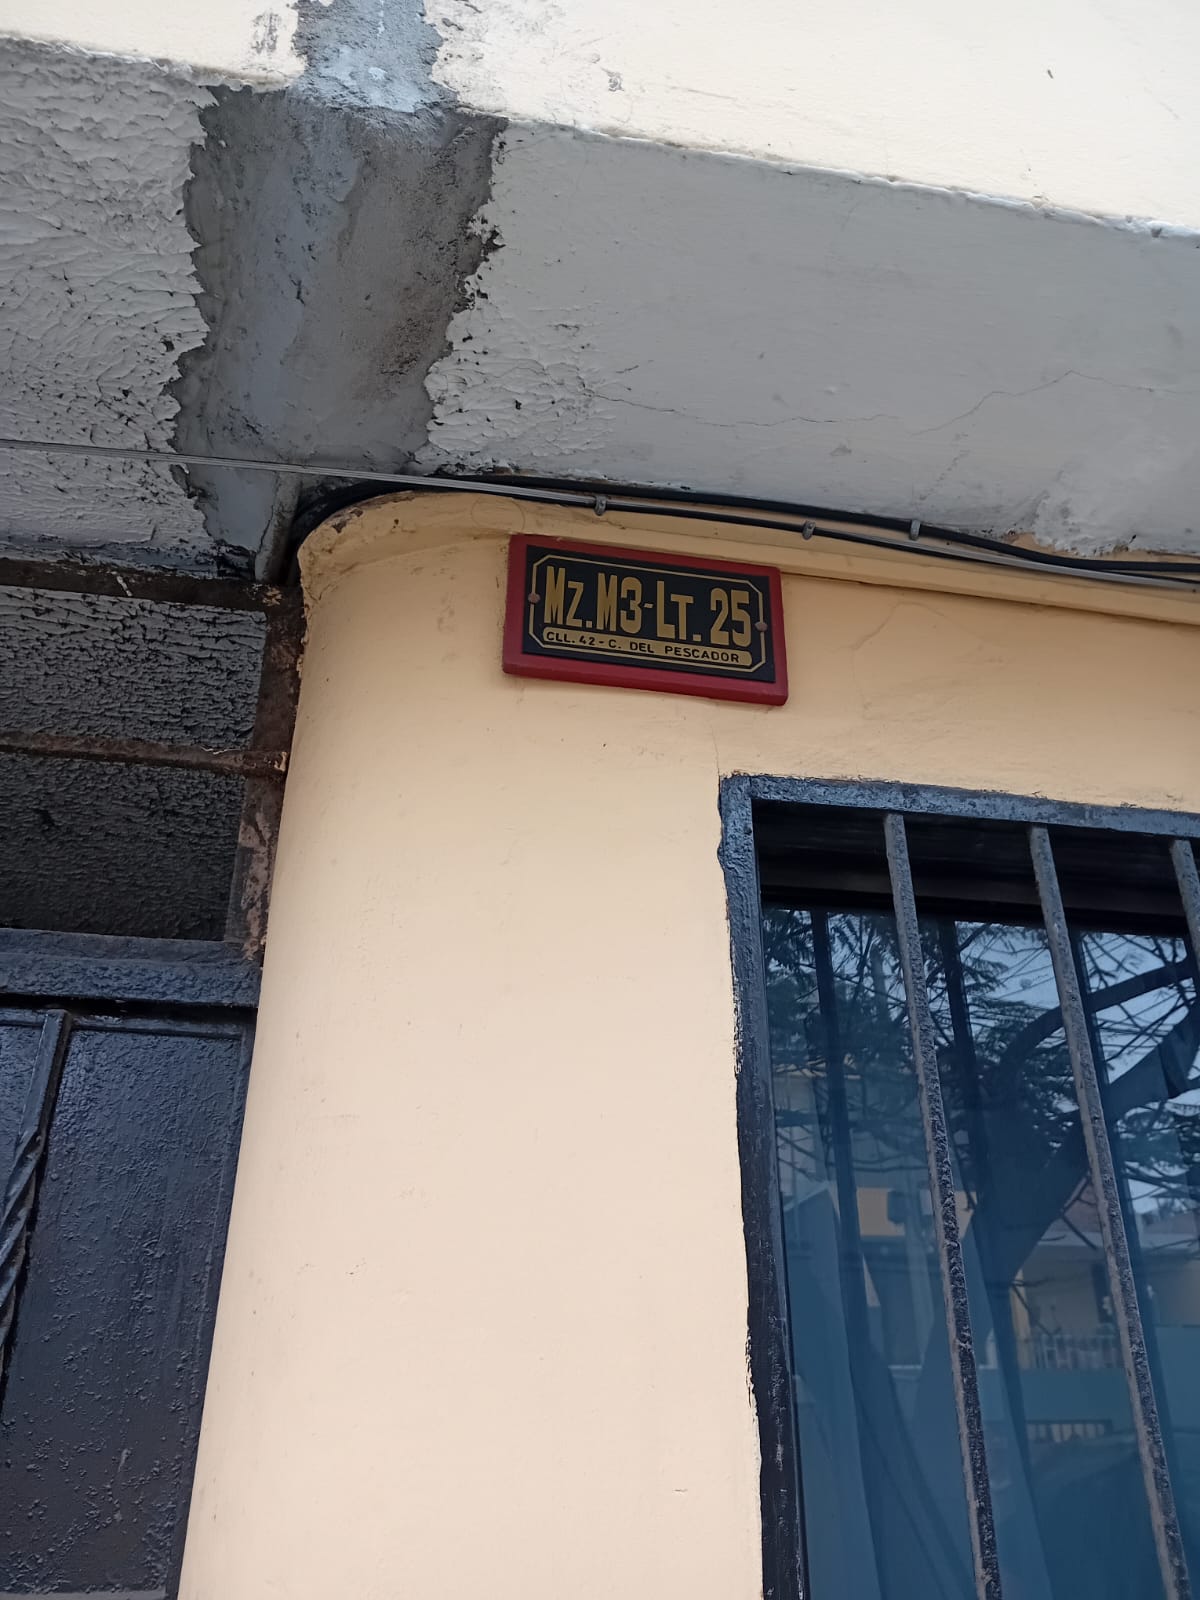 Mz.M3-LT.25
CLL. 42 - C. DEL PESCADOR